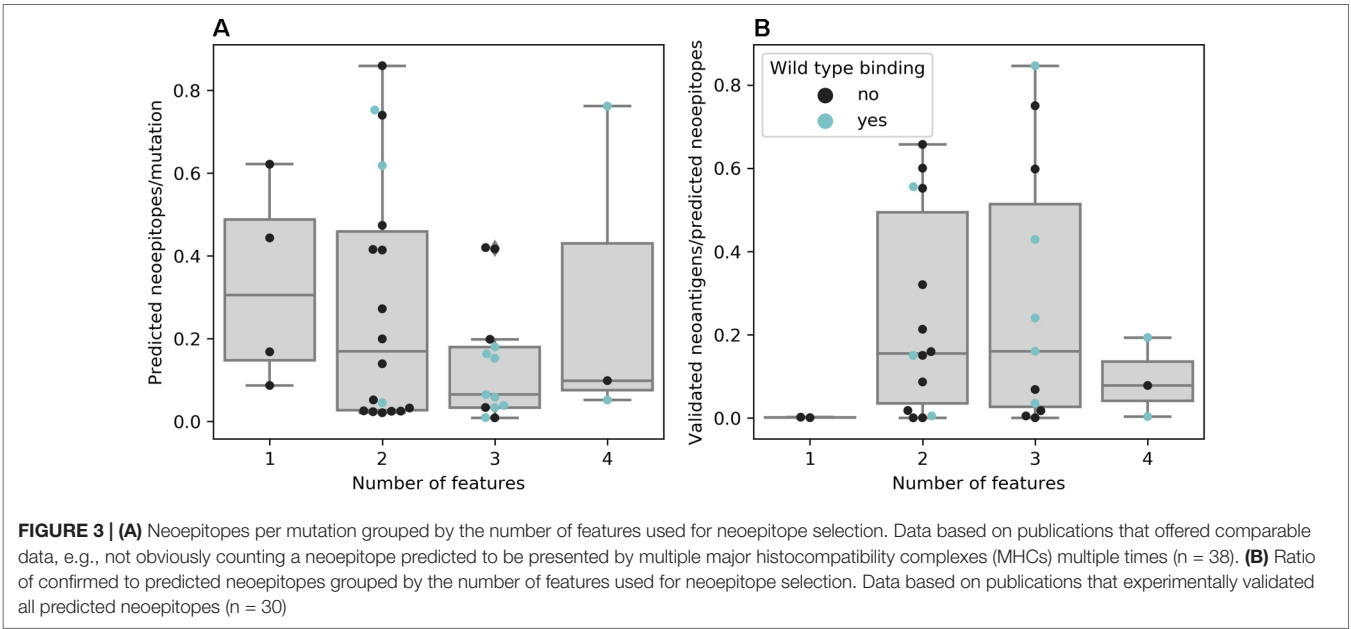 A
B
Predicted neoepitopes/mutation
0.8
0.6
0.4
0.2
0.0
1
2
3
4
Number of features
Validated neoantigens/predicted neoepitopes
0.8
0.6
0.4
0.2
0.0
Wild type binding
no
yes
1
2
3
4
Number of features
FIGURE 3 | (A) Neoepitopes per mutation grouped by the number of features used for neoepitope selection. Data based on publications that offered comparable
data, e.g., not obviously counting a neoepitope predicted to be presented by multiple major histocompatibility complexes (MHCs) multiple times (n = 38). (B) Ratio
of confirmed to predicted neoepitopes grouped by the number of features used for neoepitope selection. Data based on publications that experimentally validated
all predicted neoepitopes (n = 30)